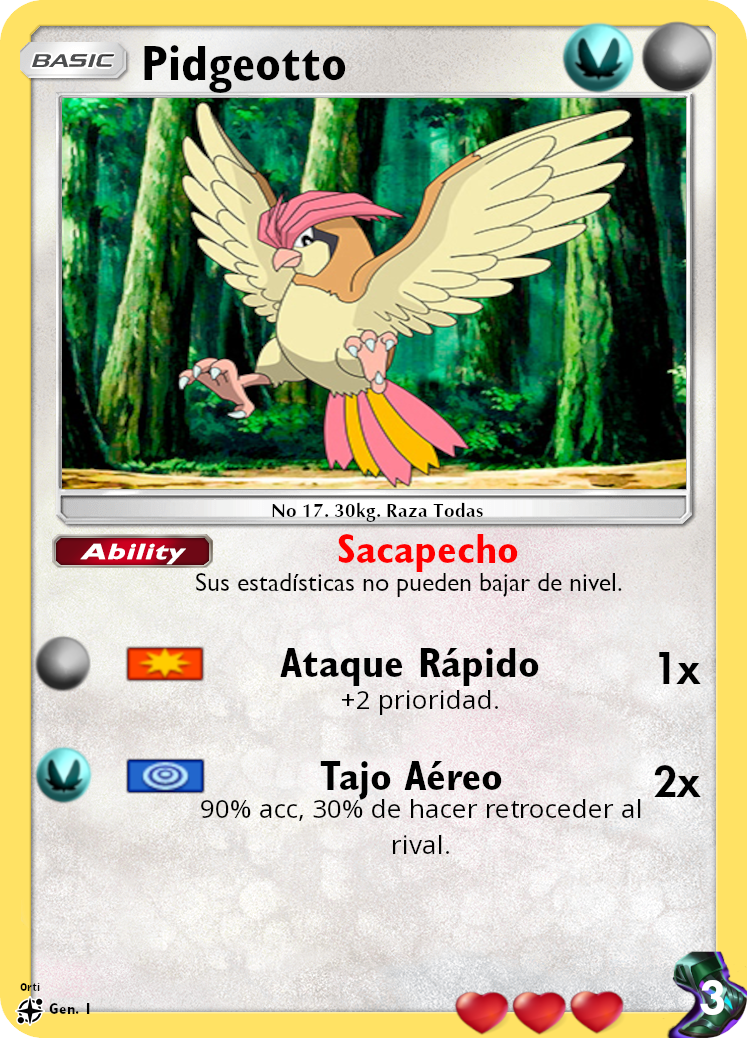 BASIC Pidgeotto
No 17. 30kg. Raza Todas
Ability Sacapecho
Sus estadísticas no pueden bajar de nivel.
Ataque Rápido 1x
+2 prioridad.
Tajo Aéreo 2x
90% acc, 30% de hacer retroceder al
rival.
Orti
Gen. I
3